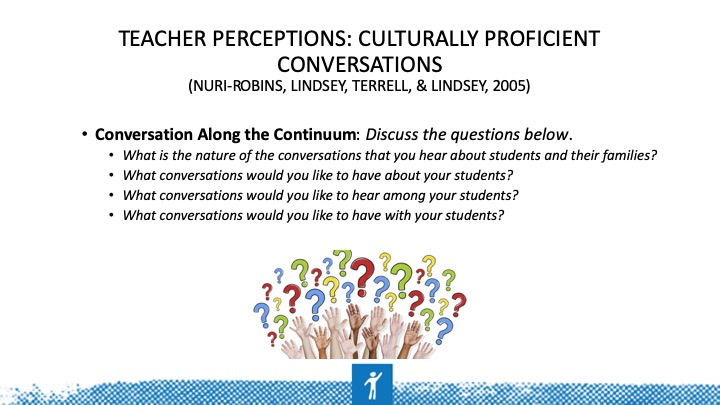 TEACHER PERCEPTIONS: CULTURALLY PROFICIENT
CONVERSATIONS
(NURI-ROBINS, LINDSEY, TERRELL, & LINDSEY, 2005)
• Conversation Along the Continuum: Discuss the questions below.
• What is the nature of the conversations that you hear about students and their families?
• What conversations would you like to have about your students?
• What conversations would you like to hear among your students?
• What conversations would you like to have with your students?